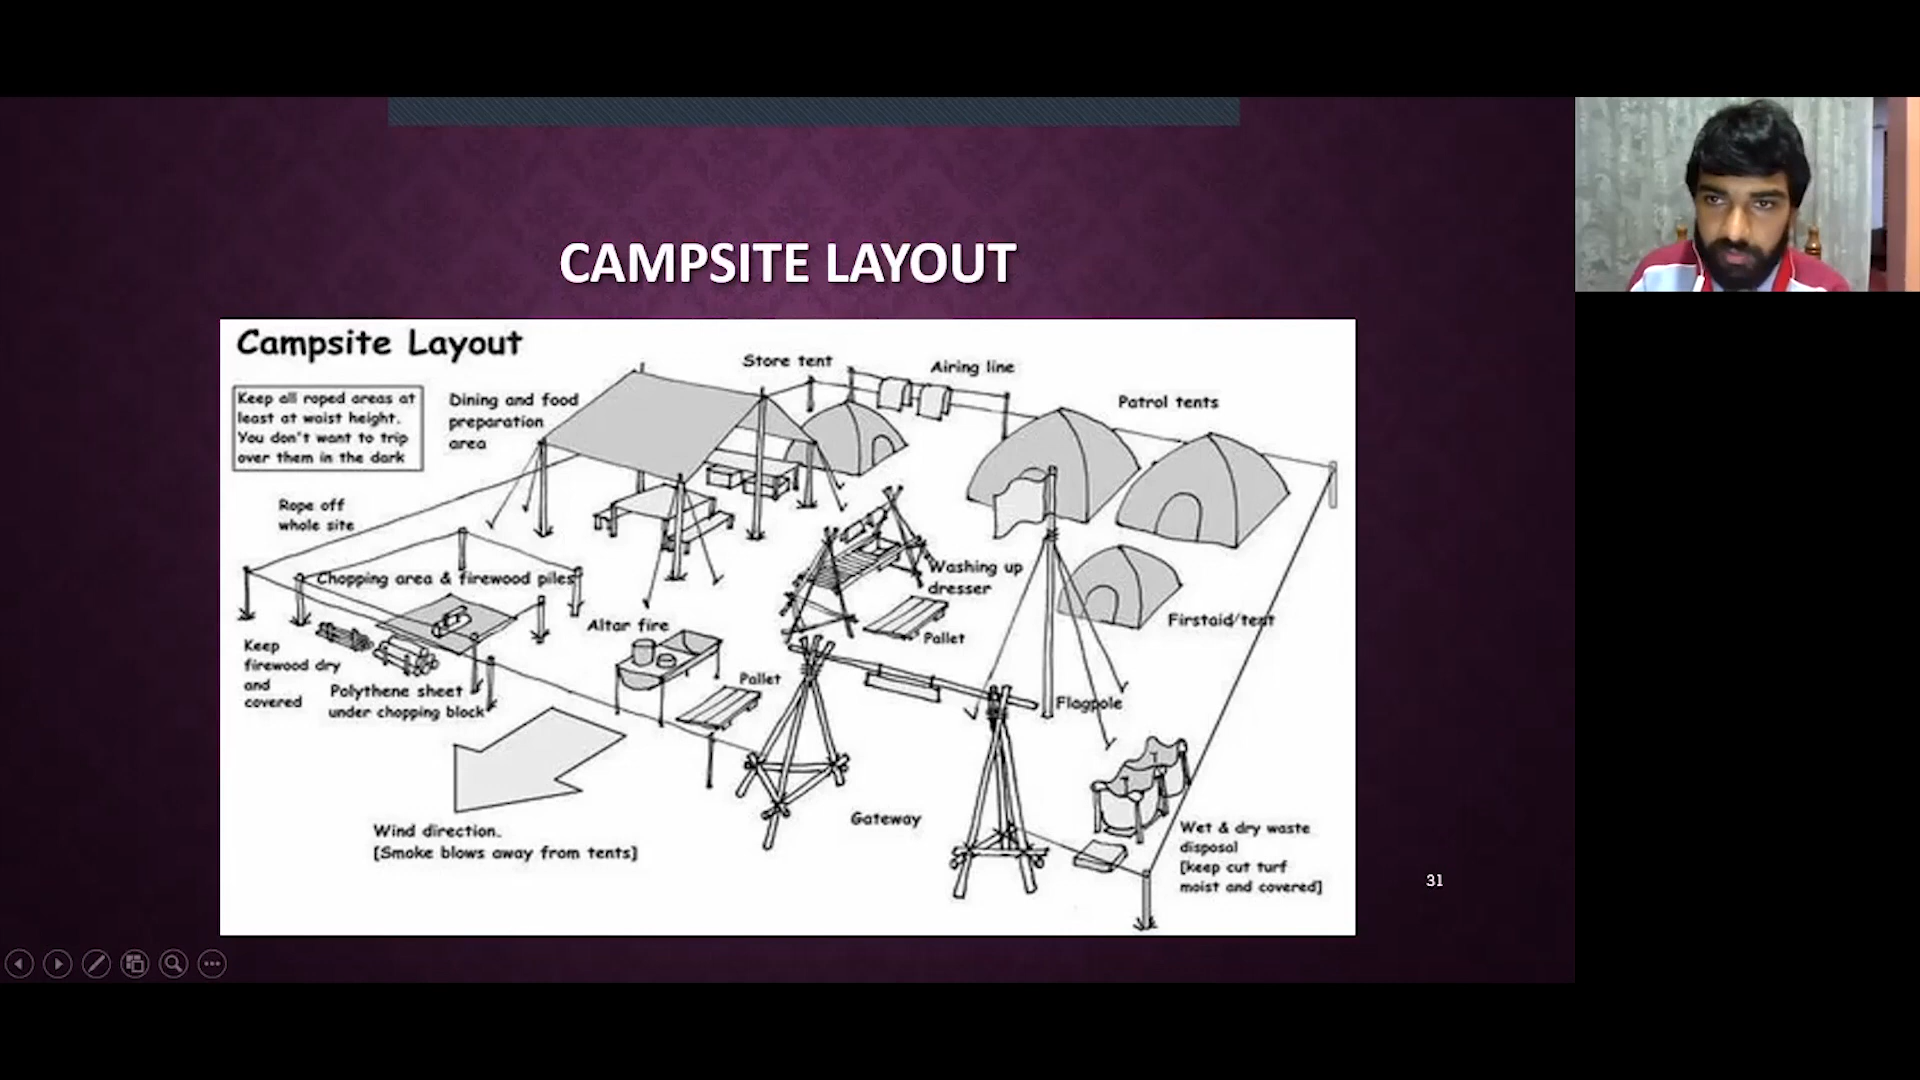 CAMPSITE LAYOUT
Campsite Layout
Keep all roped areas at
least at waist height.
You don't want to trip
over them in the dark
Dining and food
preparation
area
Store tent
Airing line
Patrol tents
Rope off
whole site
Chopping area & firewood piles
Washing up
dresser
Altar fire
Pallet
Firstaid/tent
Keep
firewood dry
and
covered
Polythene sheet
under chopping block
Pallet
Flagpole
Wind direction.
[Smoke blows away from tents]
Gateway
Wet & dry waste
disposal
[keep cut turf
moist and covered]
31